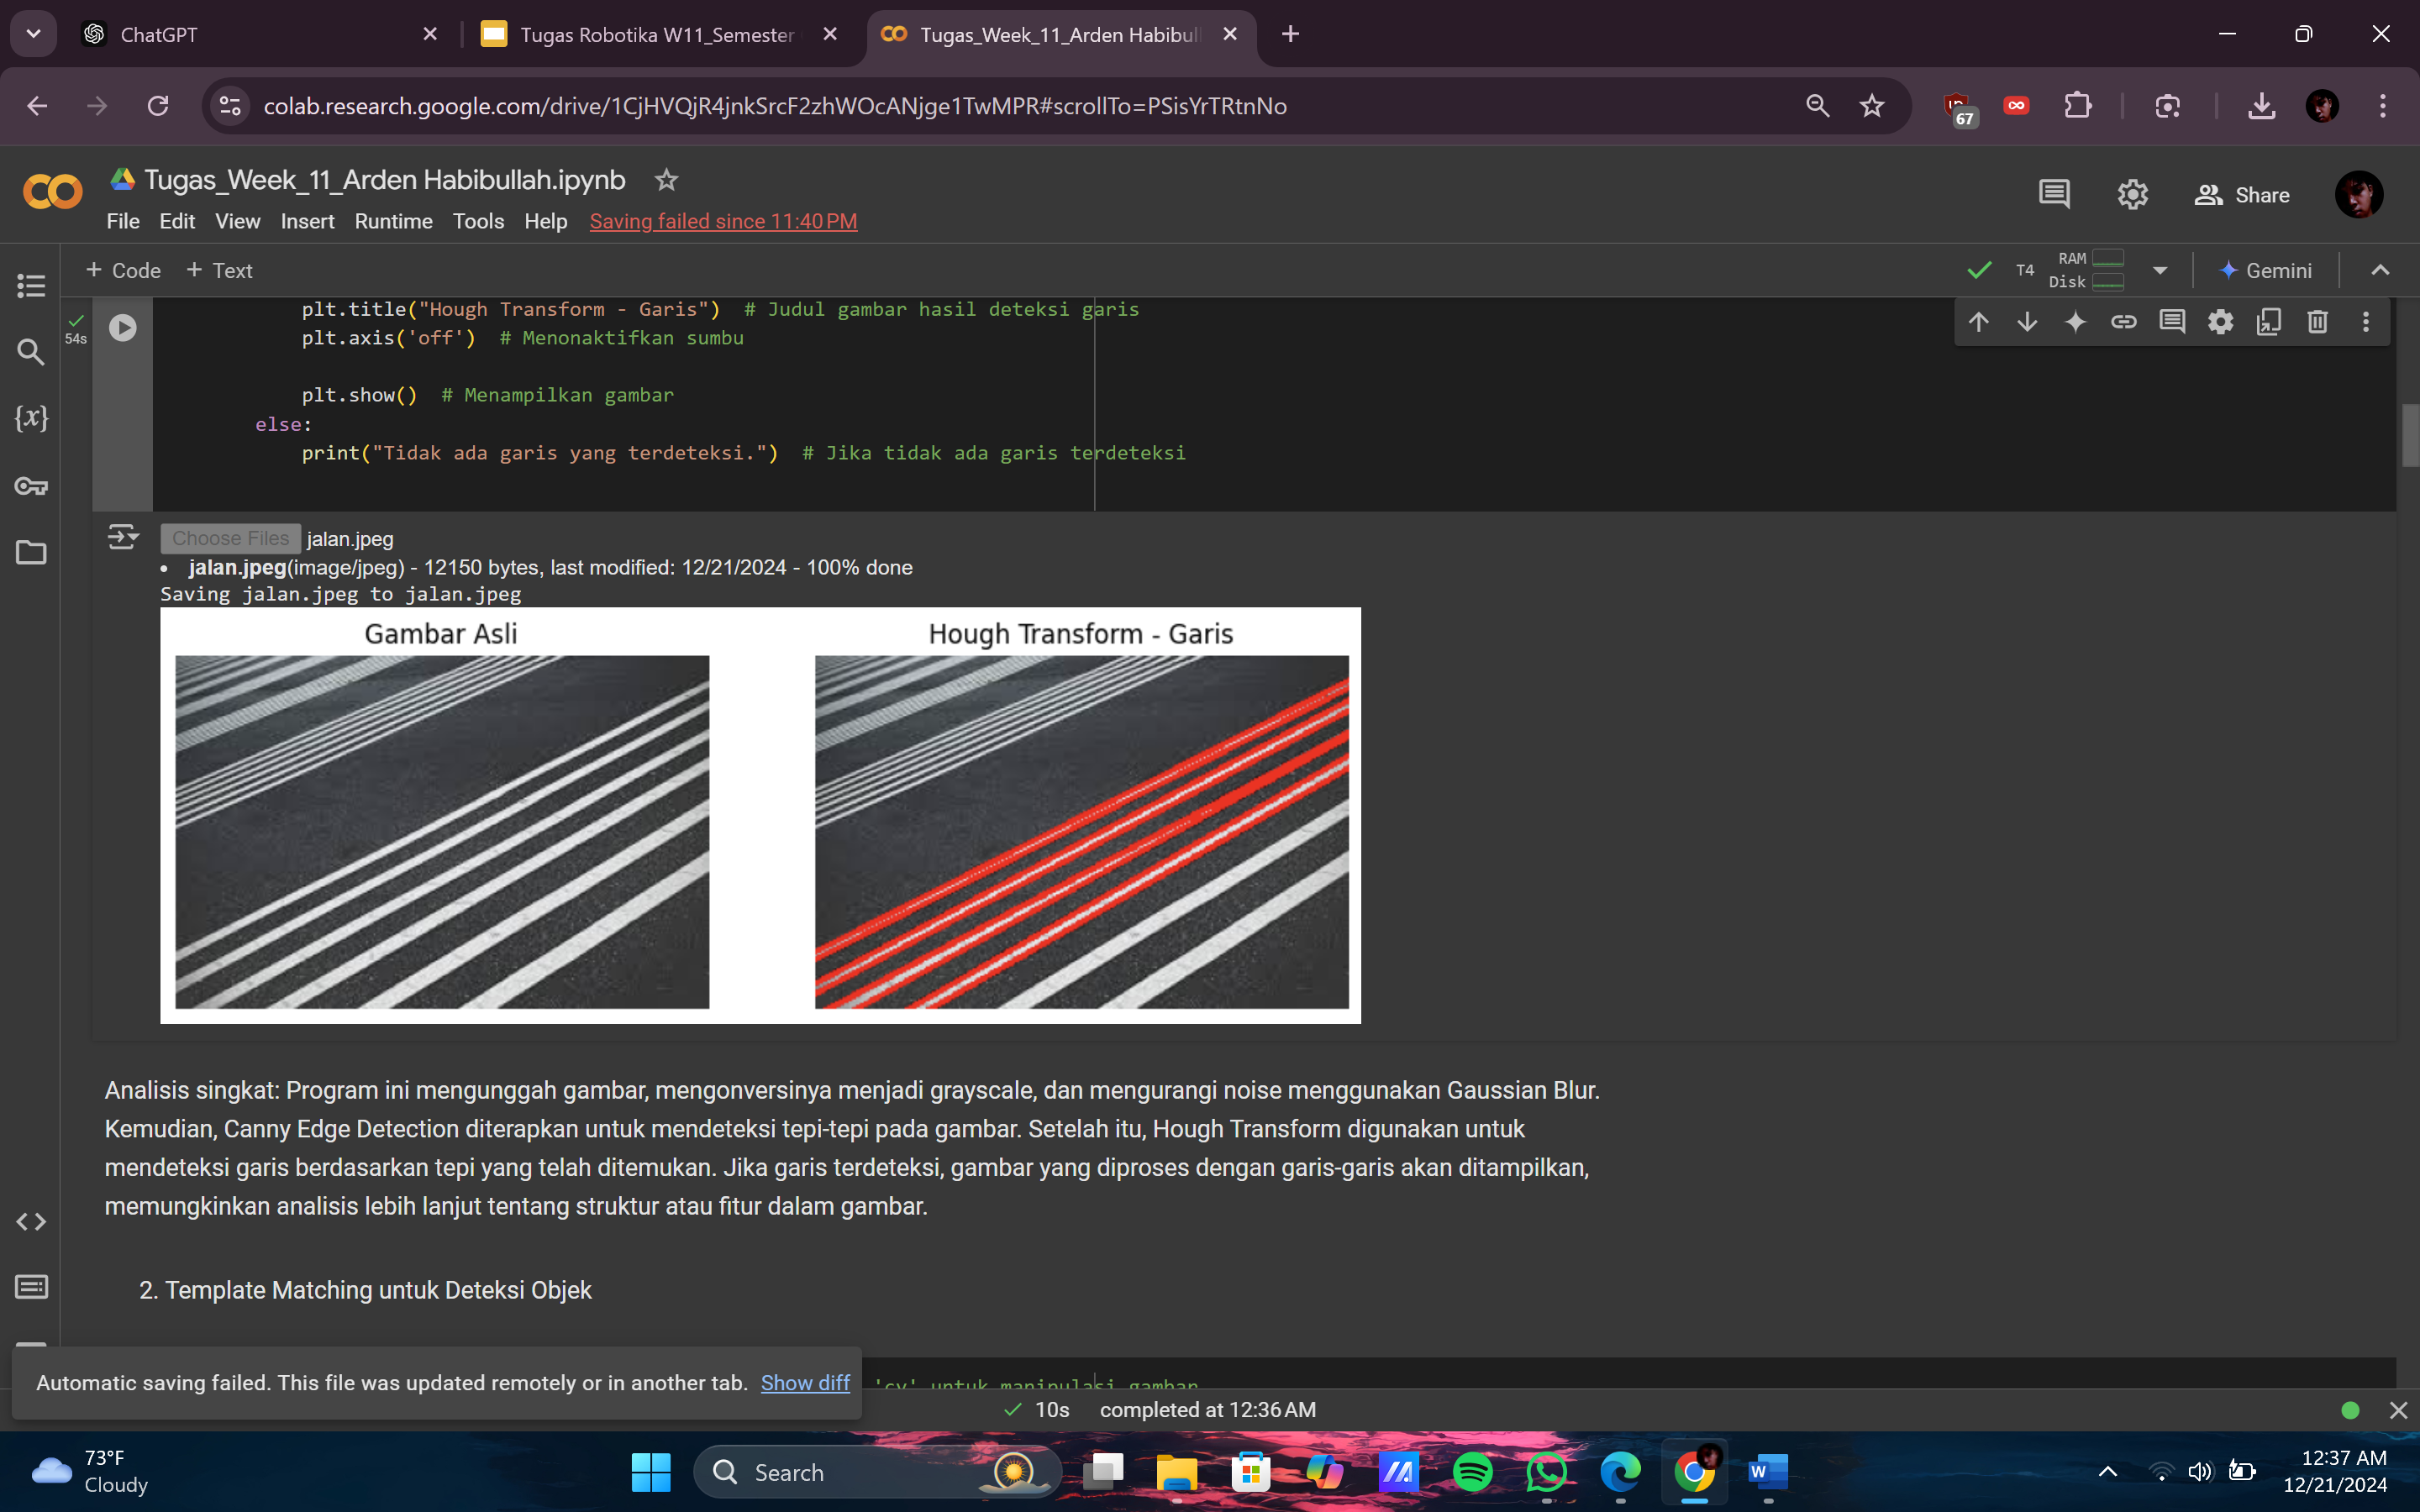 ChatGPT
Tugas Robotika W11_Semester
Tugas_Week_11_Arden Habibul
colab.research.google.com/drive/1CjHVQjR4jnkSrcF2zhWOcANjge1TwMPR#scrollTo=PSisYrTRtnNo
67
Tugas_Week_11_Arden Habibullah.ipynb
Share
File Edit View Insert Runtime Tools Help Saving failed since 11:40 PM
+ Code + Text
T4 RAM Disk Gemini
plt.title("Hough Transform - Garis") # Judul gambar hasil deteksi garis
54s
plt.axis('off') # Menonaktifkan sumbu
{x}
plt.show() # Menampilkan gambar
else:
print("Tidak ada garis yang terdeteksi.") # Jika tidak ada garis terdeteksi
Choose Files jalan.jpeg
• jalan.jpeg(image/jpeg) - 12150 bytes, last modified: 12/21/2024 - 100% done
Saving jalan.jpeg to jalan.jpeg
Gambar Asli
Hough Transform - Garis
Analisis singkat: Program ini mengunggah gambar, mengonversinya menjadi grayscale, dan mengurangi noise menggunakan Gaussian Blur.
Kemudian, Canny Edge Detection diterapkan untuk mendeteksi tepi-tepi pada gambar. Setelah itu, Hough Transform digunakan untuk
mendeteksi garis berdasarkan tepi yang telah ditemukan. Jika garis terdeteksi, gambar yang diproses dengan garis-garis akan ditampilkan,
memungkinkan analisis lebih lanjut tentang struktur atau fitur dalam gambar.
2. Template Matching untuk Deteksi Objek
'cv' untuk manipulasi gambar
Automatic saving failed. This file was updated remotely or in another tab. Show diff
10s completed at 12:36 AM
73°F
Cloudy
Search
W
12:37 AM
12/21/2024